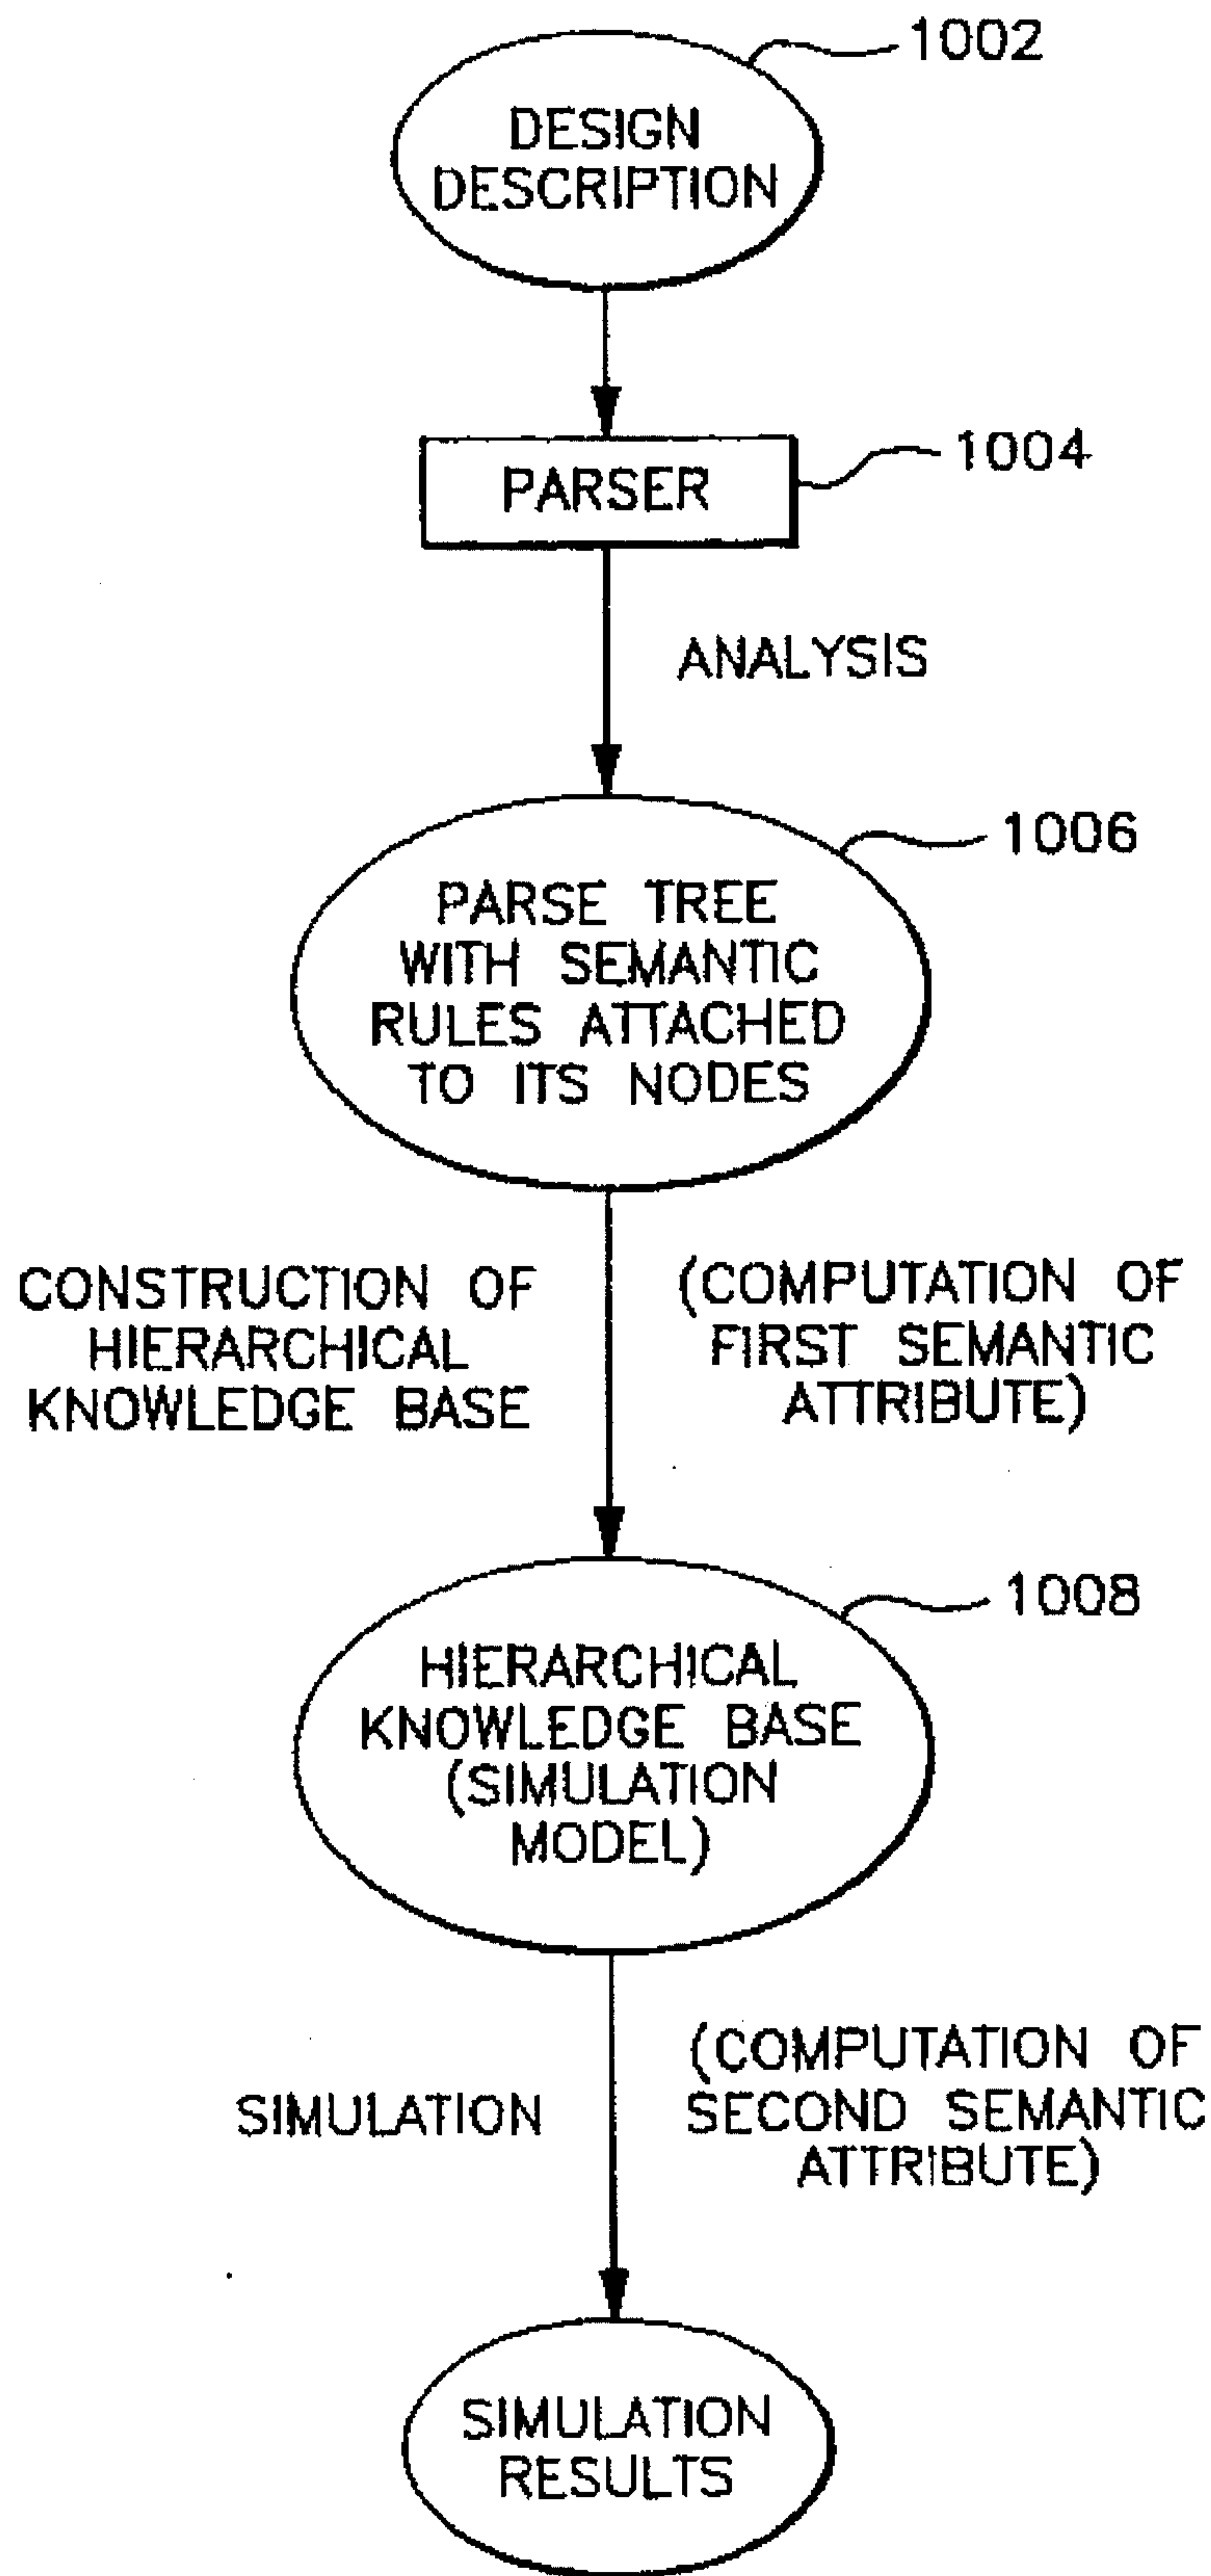 1002
DESIGN
DESCRIPTION
1004
PARSER
ANALYSIS
1006
PARSE TREE
WITH SEMANTIC
RULES ATTACHED
TO ITS NODES
CONSTRUCTION OF
HIERARCHICAL
KNOWLEDGE BASE
(COMPUTATION OF
FIRST SEMANTIC
ATTRIBUTE)
1008
HIERARCHICAL
KNOWLEDGE BASE
(SIMULATION
MODEL)
SIMULATION
(COMPUTATION OF
SECOND SEMANTIC
ATTRIBUTE)
SIMULATION
RESULTS